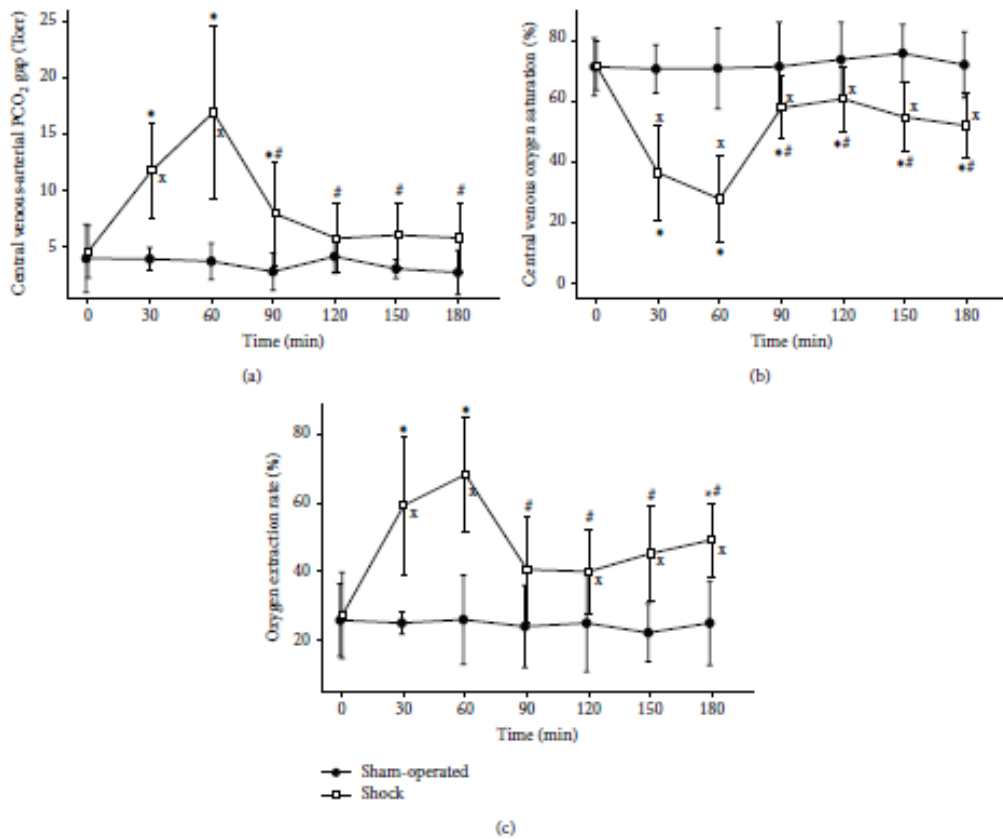 Central venous-arterial PCO₂ gap (Torr)
25
20
15
10
5
* * *# # # #
x x
0 30 60 90 120 150 180
Time (min)
(a)
Central venous oxygen saturation (%)
80
60
40
20
0
x x x x x x
* * *# *# *# *#
0 30 60 90 120 150 180
Time (min)
(b)
Oxygen extraction rate (%)
80
60
40
20
* * # # # *#
x x x x x
0 30 60 90 120 150 180
Time (min)
Sham-operated
Shock
(c)